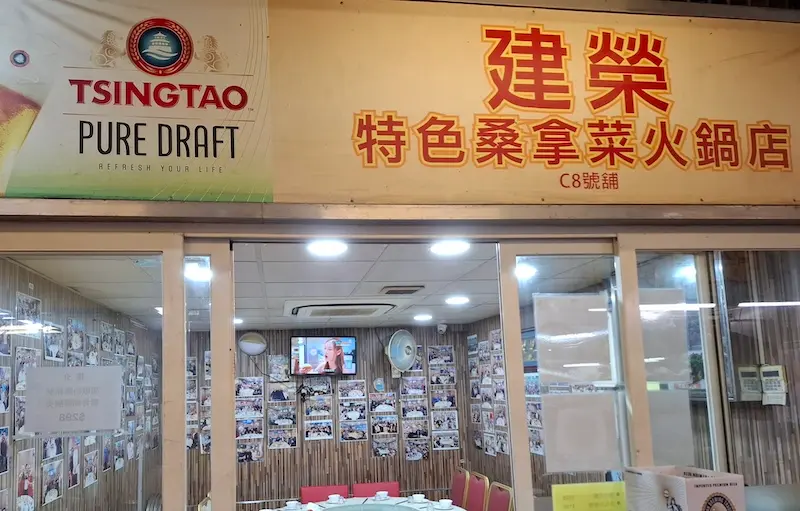 TSINGTAO
PURE DRAFT
REFRESH YOUR LIFE
建榮
特色桑拿菜火鍋店
C8號舖